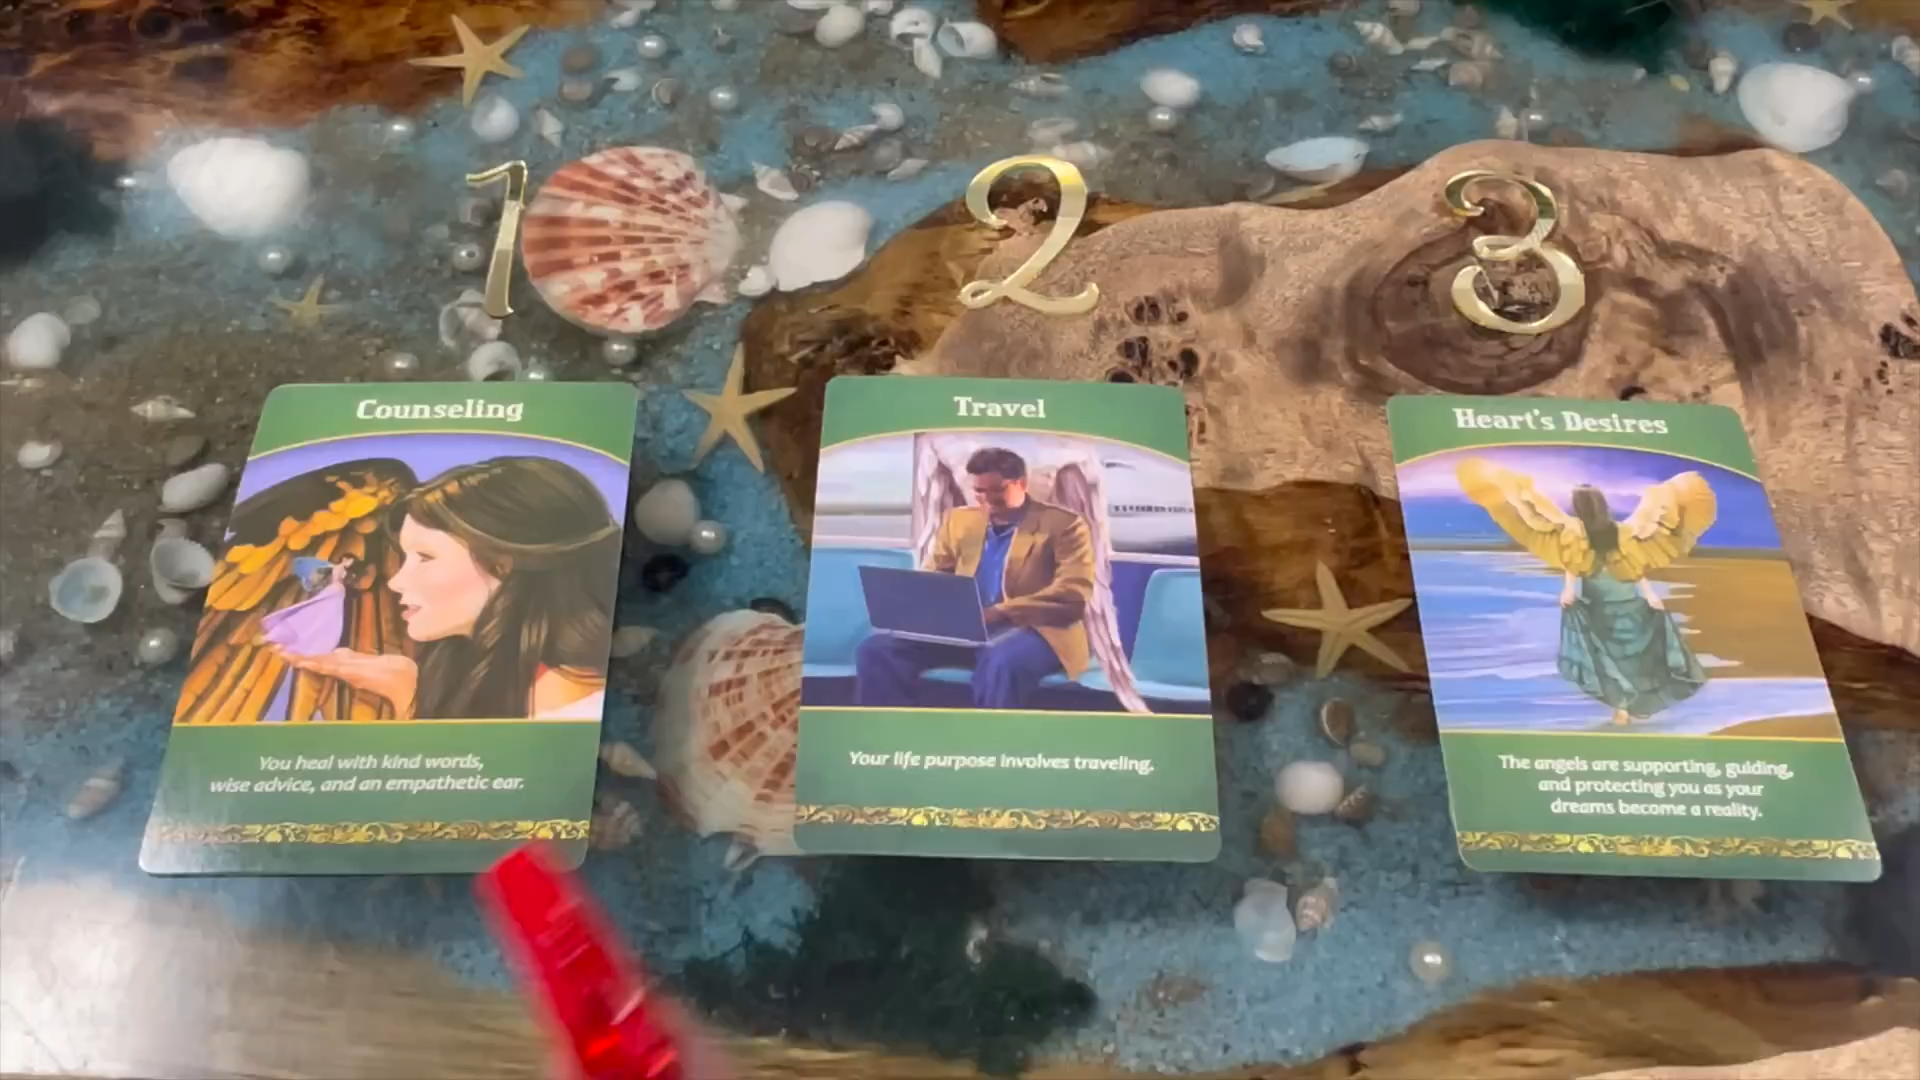 1
2
3
Counseling
You heal with kind words,
wise advice, and an empathetic ear.
Travel
Your life purpose involves traveling.
Heart's Desires
The angels are supporting, guiding,
and protecting you as your
dreams become a reality.